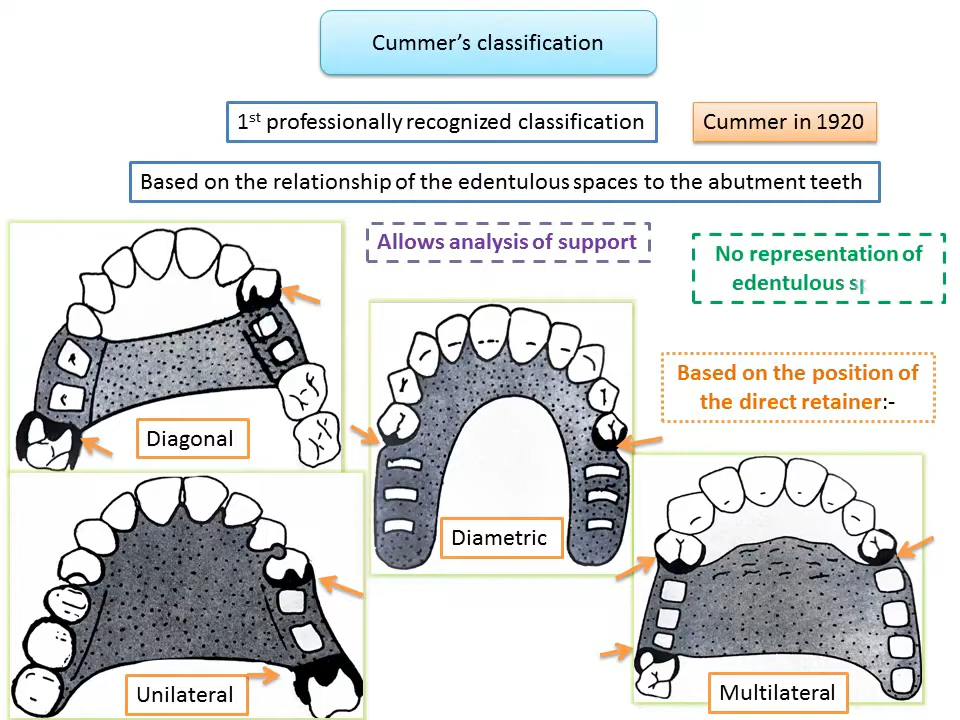 Cummer’s classification
1st professionally recognized classification
Cummer in 1920
Based on the relationship of the edentulous spaces to the abutment teeth
Allows analysis of support
No representation of
edentulous
Based on the position of
the direct retainer:-
Diagonal
Diametric
Unilateral
Multilateral